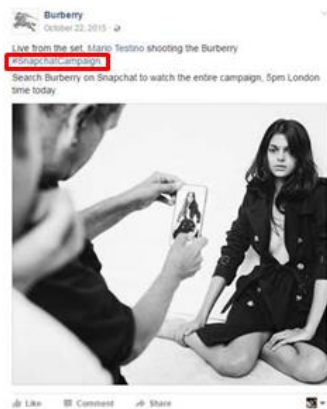 Burberry
October 22, 2015
Live from the set, Mario Testino shooting the Burberry
#SnapchatCampaign
Search Burberry on Snapchat to watch the entire campaign, 5pm London
time today
Like Comment Share